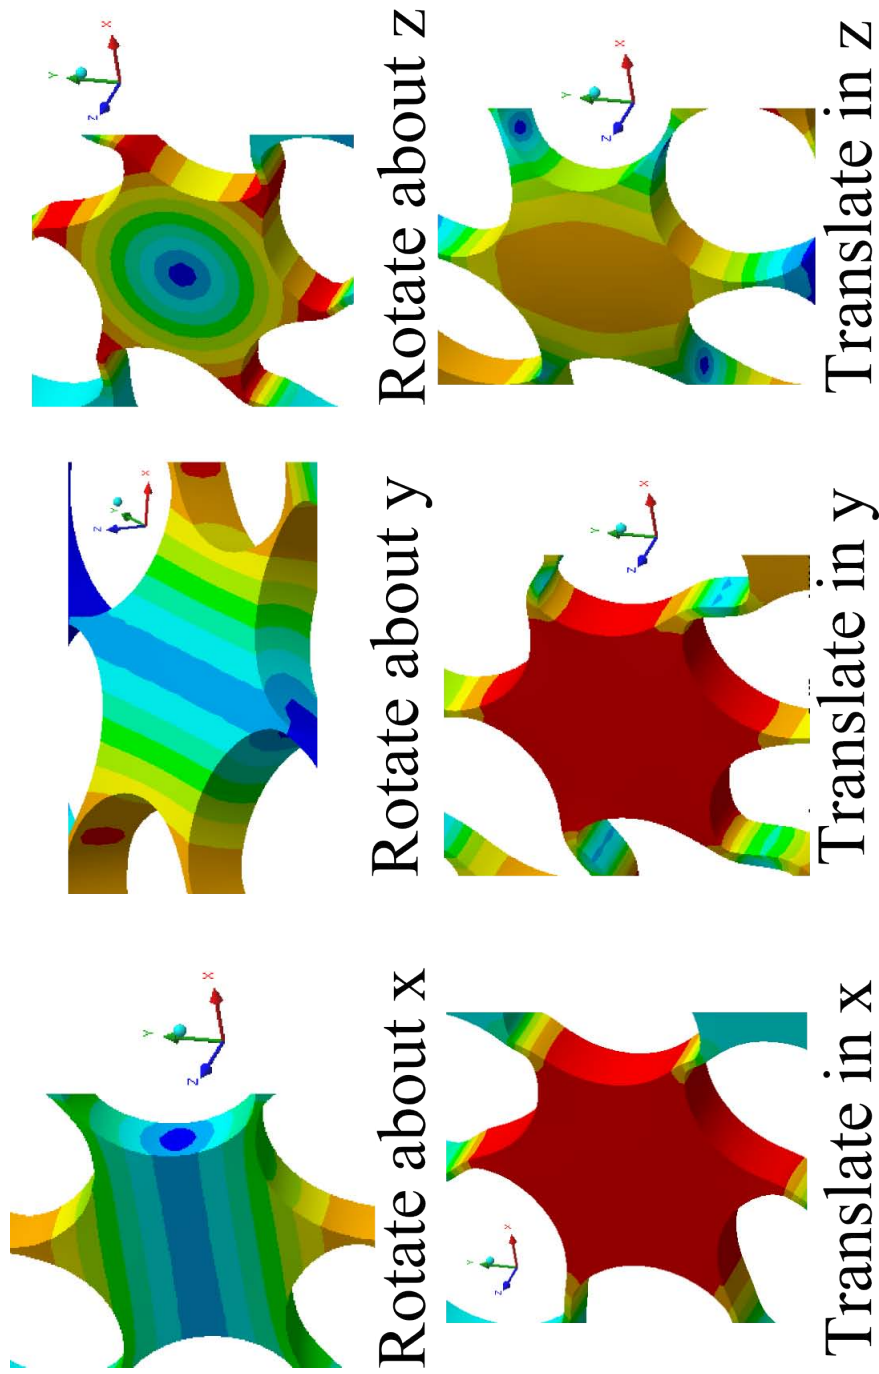 Rotate about x
Rotate about y
Rotate about z
Translate in x
Translate in y
Translate in z
Y
X
Z
Z
Y
X
Y
X
Z
Y
X
Z
Y
X
Z
Y
X
Z